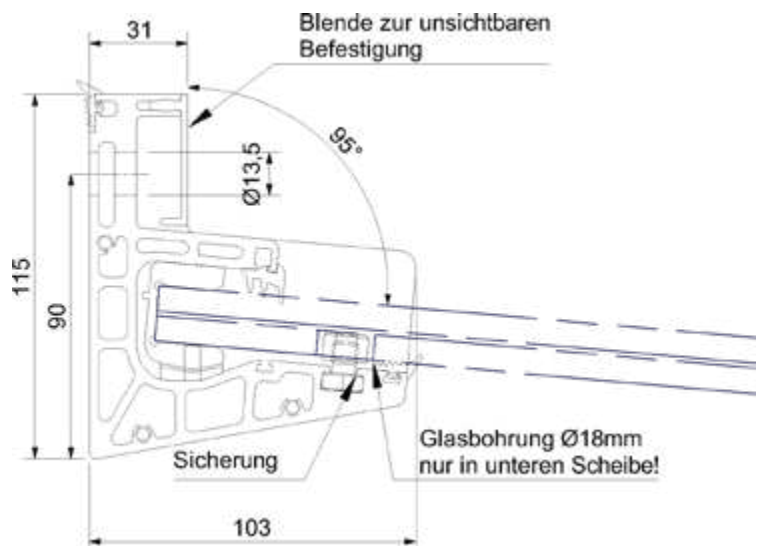 31
Blende zur unsichtbaren
Befestigung
95°
Ø13,5
115
90
Sicherung
Glasbohrung Ø18mm
nur in unteren Scheibe!
103